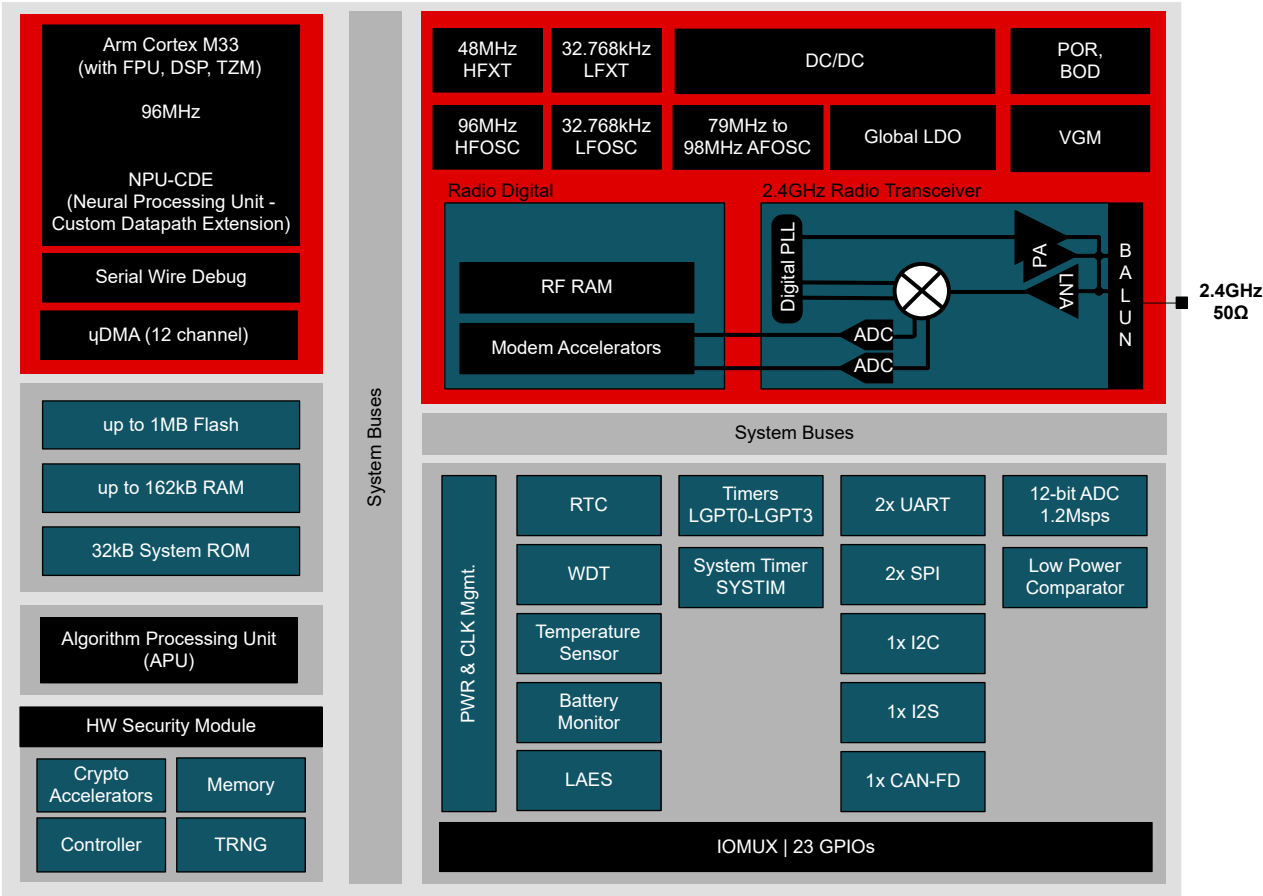 Arm Cortex M33
(with FPU, DSP, TZM)
96MHz
NPU-CDE
(Neural Processing Unit -
Custom Datapath Extension)
Serial Wire Debug
ųDMA (12 channel)
up to 1MB Flash
up to 162kB RAM
32kB System ROM
Algorithm Processing Unit
(APU)
HW Security Module
Crypto
Accelerators
Memory
Controller
TRNG
System Buses
48MHz
HFXT
32.768kHz
LFXT
DC/DC
POR,
BOD
96MHz
HFOSC
32.768kHz
LFOSC
79MHz to
98MHz AFOSC
Global LDO
VGM
Radio Digital
RF RAM
Modem Accelerators
2.4GHz Radio Transceiver
Digital PLL
ADC
ADC
PA
LNA
BALUN
2.4GHz
50Ω
System Buses
PWR & CLK Mgmt.
RTC
WDT
Temperature
Sensor
Battery
Monitor
LAES
Timers
LGPT0-LGPT3
System Timer
SYSTIM
2x UART
2x SPI
1x I2C
1x I2S
1x CAN-FD
12-bit ADC
1.2Msps
Low Power
Comparator
IOMUX | 23 GPIOs